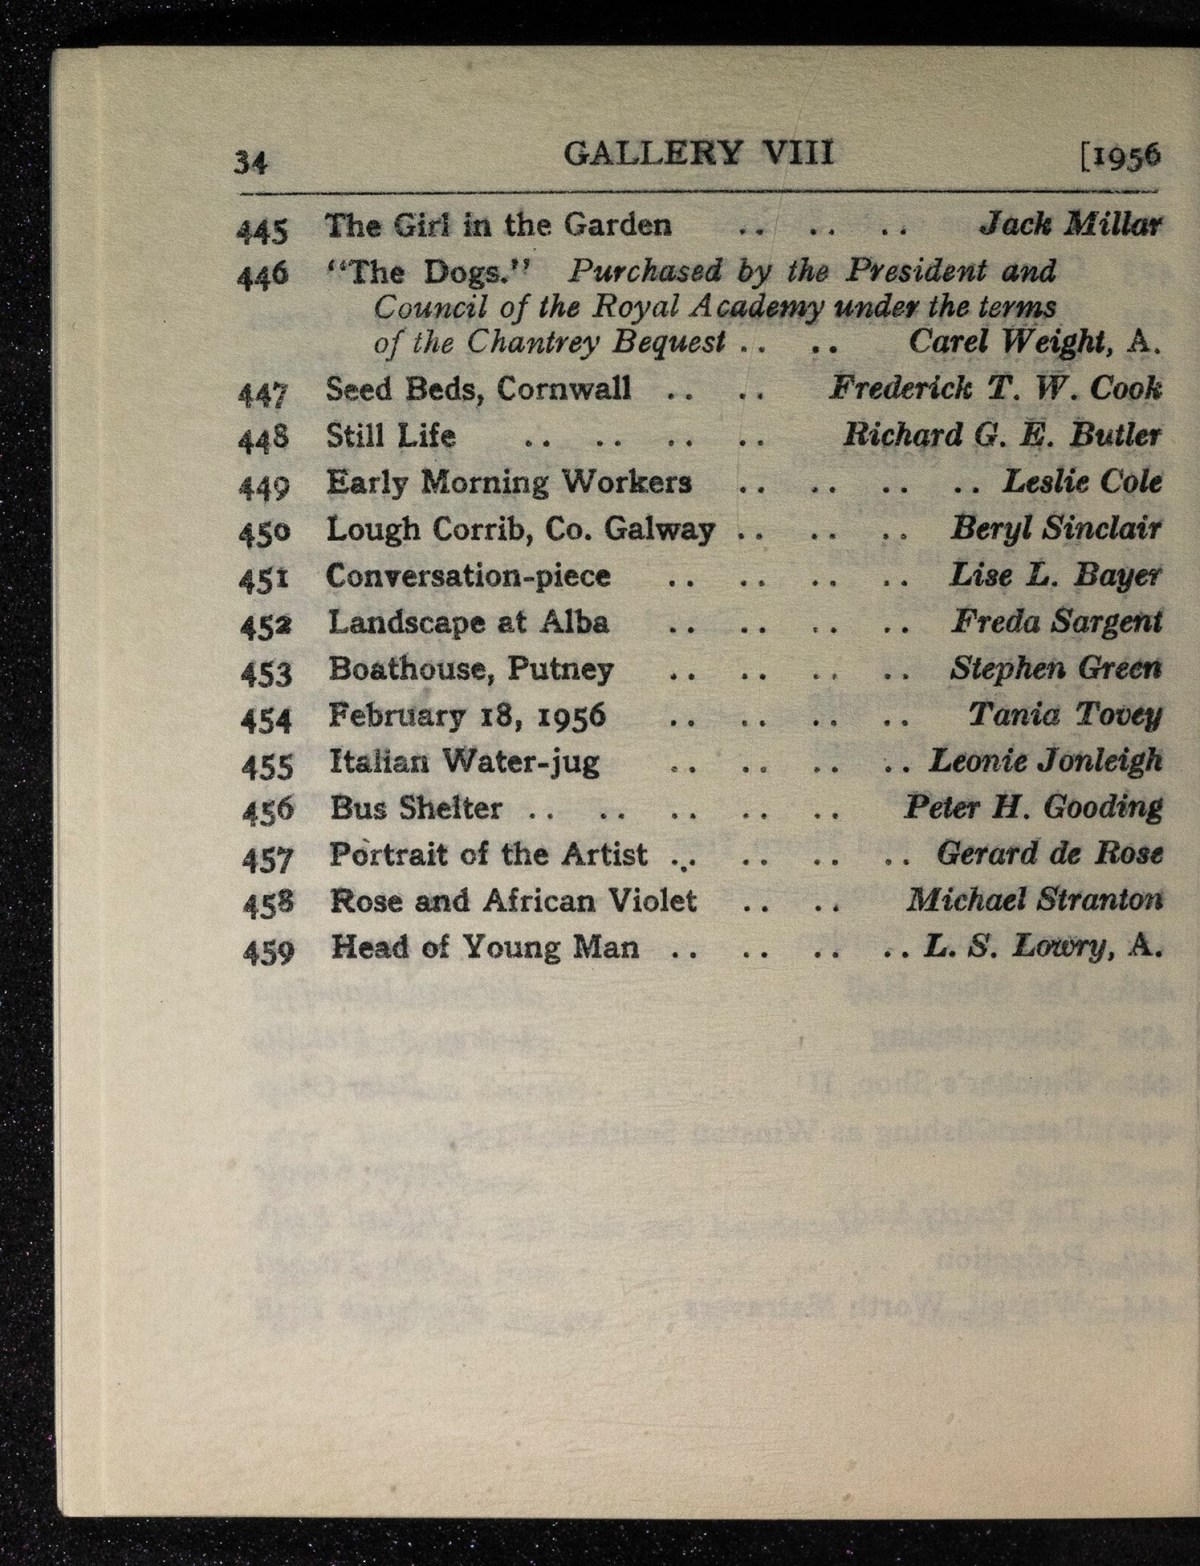 34 GALLERY VIII [1956
445 The Girl in the Garden .. .. .. Jack Millar
446 "The Dogs." Purchased by the President and
Council of the Royal Academy under the terms
of the Chantrey Bequest .. .. Carel Weight, A.
447 Seed Beds, Cornwall .. .. Frederick T. W. Cook
448 Still Life .. .. .. .. Richard G. E. Butler
449 Early Morning Workers .. .. .. .. Leslie Cole
450 Lough Corrib, Co. Galway .. .. .. Beryl Sinclair
451 Conversation-piece .. .. .. .. Lise L. Bayer
452 Landscape at Alba .. .. .. .. Freda Sargent
453 Boathouse, Putney .. .. .. .. Stephen Green
454 February 18, 1956 .. .. .. .. Tania Tovey
455 Italian Water-jug .. .. .. .. Leonie Jonleigh
456 Bus Shelter .. .. .. .. .. Peter H. Gooding
457 Portrait of the Artist .. .. .. .. Gerard de Rose
458 Rose and African Violet .. .. Michael Stranton
459 Head of Young Man .. .. .. .. L. S. Lowry, A.